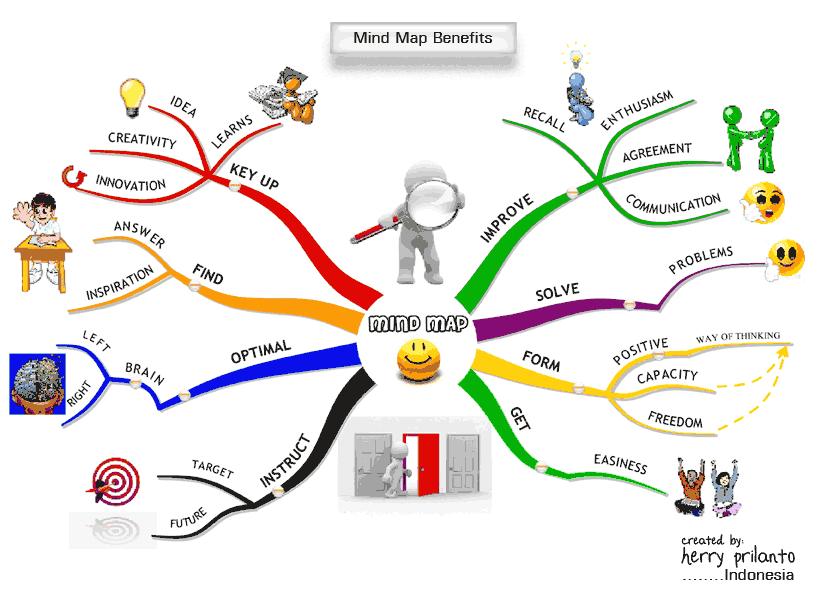 Mind Map Benefits
MIND MAP
KEY UP
IDEA
LEARNS
CREATIVITY
INNOVATION
FIND
ANSWER
INSPIRATION
OPTIMAL
BRAIN
LEFT
RIGHT
INSTRUCT
TARGET
FUTURE
IMPROVE
RECALL
ENTHUSIASM
AGREEMENT
COMMUNICATION
SOLVE
PROBLEMS
FORM
POSITIVE
WAY OF THINKING
CAPACITY
FREEDOM
GET
EASINESS
created by:
herry prilanto
........Indonesia